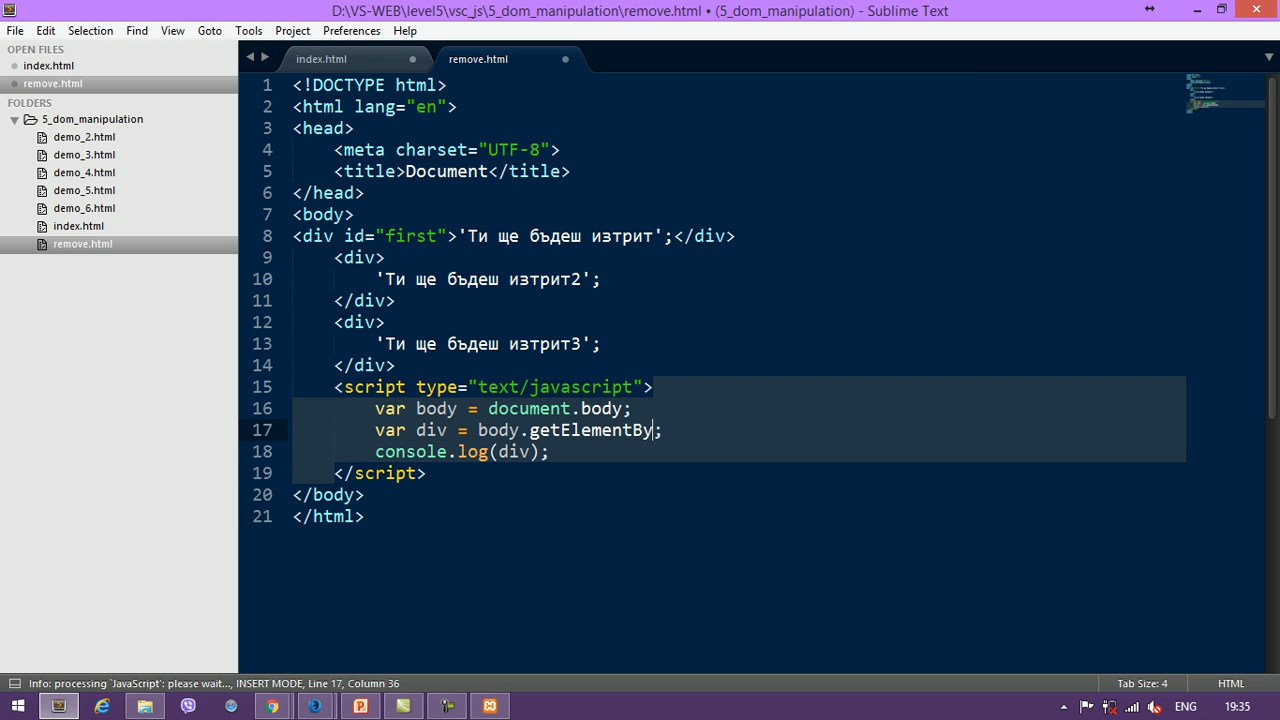 D:\VS-WEB\level5\vsc_js\5_dom_manipulation\remove.html • (5_dom_manipulation) - Sublime Text
File Edit Selection Find View Goto Tools Project Preferences Help
OPEN FILES
index.html
remove.html
FOLDERS
5_dom_manipulation
demo_2.html
demo_3.html
demo_4.html
demo_5.html
demo_6.html
index.html
remove.html
index.html remove.html
1 <!DOCTYPE html>
2 <html lang="en">
3 <head>
4 <meta charset="UTF-8">
5 <title>Document</title>
6 </head>
7 <body>
8 <div id="first">'Ти ще бъдеш изтрит';</div>
9 <div>
10 'Ти ще бъдеш изтрит2';
11 </div>
12 <div>
13 'Ти ще бъдеш изтрит3';
14 </div>
15 <script type="text/javascript">
16 var body = document.body;
17 var div = body.getElementBy;
18 console.log(div);
19 </script>
20 </body>
21 </html>
Info: processing `JavaScript`: please wait..., INSERT MODE, Line 17, Column 36 Tab Size: 4 HTML
ENG 19:35